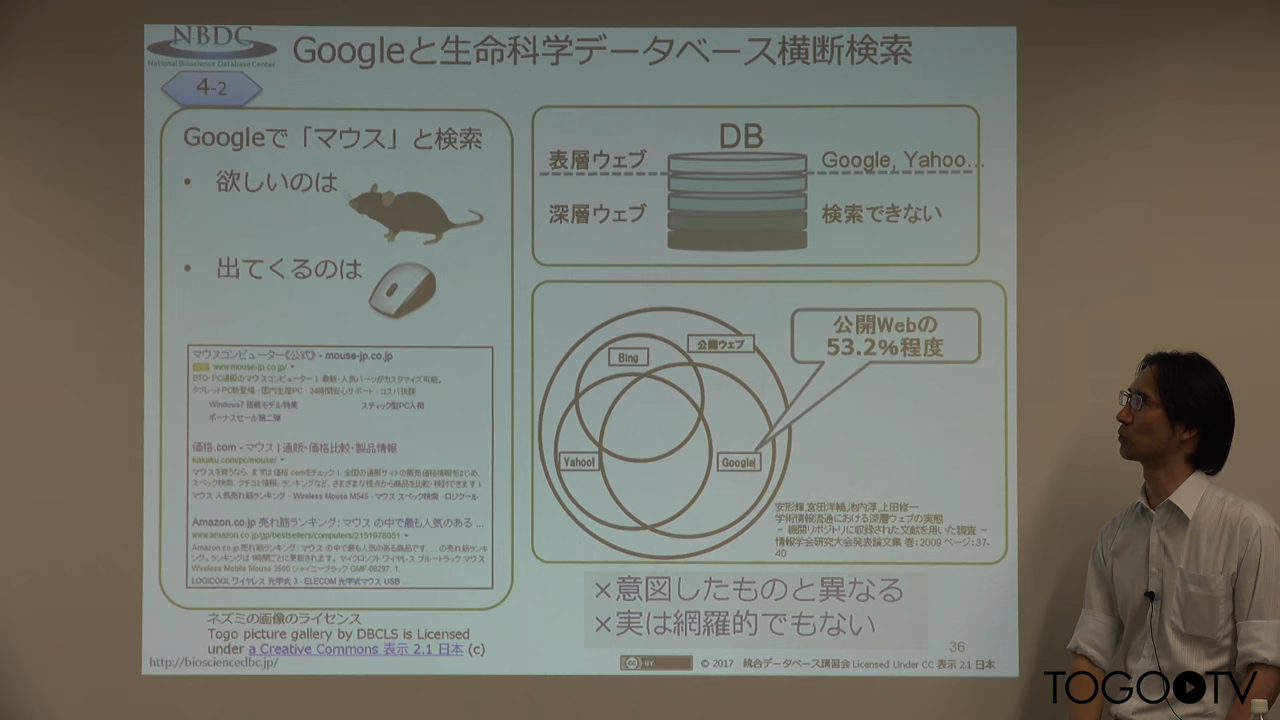 NBDC
National Bioscience Database Center
Googleと生命科学データベース横断検索
4-2
Googleで「マウス」と検索
• 欲しいのは
• 出てくるのは
マウスコンピューター《公式》 - mouse-jp.co.jp
www.mouse-jp.co.jp/
DTO・PC通販のマウスコンピューター！最新・人気パーツがカスタマイズ可能。
タブレットPC新登場・国内生産PC・24時間安心サポート・コスパ抜群
Windows7 搭載モデル特集 スティック型PC入荷
ボーナスセール第二弾
価格.com - マウス | 通販・価格比較・製品情報
kakaku.com/pc/mouse/
マウスを買うなら、まずは価格.comをチェック！全国の通販サイトの販売価格情報をはじめ、
スペック検索、クチコミ情報、ランキングなど、さまざまな視点から商品を比較・検討できます！
マウス 人気売れ筋ランキング - Wireless Mouse M545 - マウス スペック検索 - ロジクール
Amazon.co.jp 売れ筋ランキング: マウス の中で最も人気のある ...
www.amazon.co.jp/gp/bestsellers/computers/2151978051
Amazon.co.jp 売れ筋ランキング: マウス の中で最も人気のある商品です. ... の売れ筋ランキ
ング。ランキングは1時間ごとに更新されます。マイクロソフト ワイヤレス ブルートラック マウス
Wireless Mobile Mouse 3500 シャイニーブラック GMF-00297. 1.
LOGICOOL ワイヤレス 光学式 3 - ELECOM 光学式マウス USB ...
ネズミの画像のライセンス
Togo picture gallery by DBCLS is Licensed
under a Creative Commons 表示 2.1 日本 (c)
http://biosciencedbc.jp/
DB
表層ウェブ
Google, Yahoo...
深層ウェブ
検索できない
公開Webの
53.2%程度
公開ウェブ
Bing
Yahoo!
Google
安形輝,宮田洋輔,池内淳,上田修一
学術情報流通における深層ウェブの実態
－ 機関リポジトリに収録された文献を用いた調査 －
情報学会研究大会発表論文集 巻: 2009 ページ:37-
40
×意図したものと異なる
×実は網羅的でもない
36
cc BY
© 2017 統合データベース講習会 Licensed Under CC 表示 2.1 日本
TOGOTV